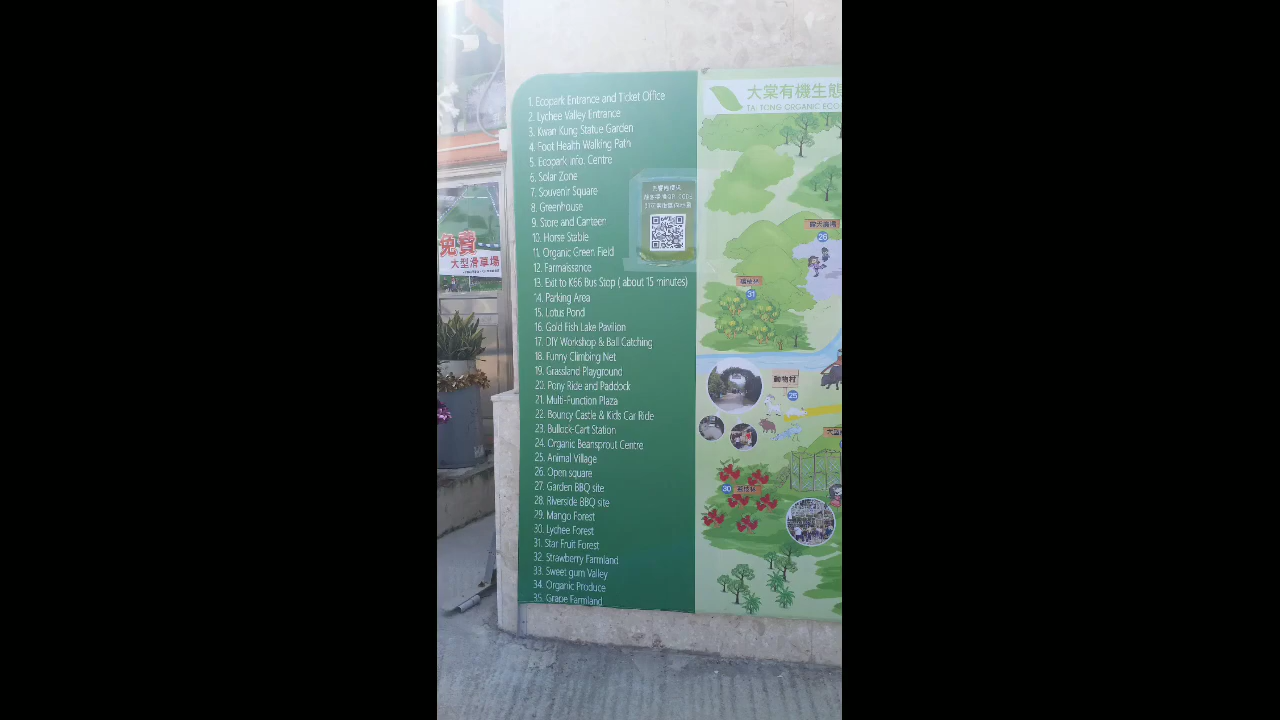 1. Ecopark Entrance and Ticket Office
2. Lychee Valley Entrance
3. Kwan Kung Statue Garden
4. Foot Health Walking Path
5. Ecopark info. Centre
6. Solar Zone
7. Souvenir Square
8. Greenhouse
9. Store and Canteen
10. Horse Stable
11. Organic Green Field
12. Farmaissance
13. Exit to K66 Bus Stop ( about 15 minutes)
14. Parking Area
15. Lotus Pond
16. Gold Fish Lake Pavilion
17. DIY Workshop & Ball Catching
18. Funny Climbing Net
19. Grassland Playground
20. Pony Ride and Paddock
21. Multi-Function Plaza
22. Bouncy Castle & Kids Car Ride
23. Bullock-Cart Station
24. Organic Beansprout Centre
25. Animal Village
26. Open square
27. Garden BBQ site
28. Riverside BBQ site
29. Mango Forest
30. Lychee Forest
31. Star Fruit Forest
32. Strawberry Farmland
33. Sweet gum Valley
34. Organic Produce
35. Grape Farmland
大棠有機生態
TAI TONG ORGANIC ECO
26
31
動物村
25
30
免費
大型滑草場